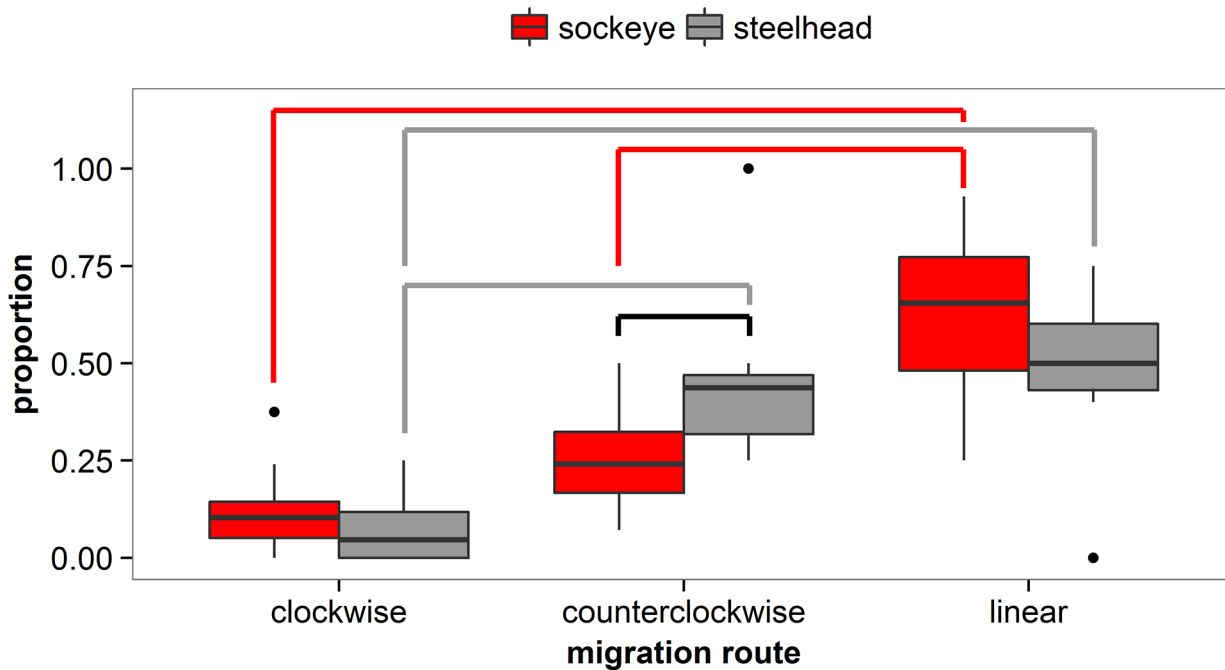 sockeye steelhead
1.00
0.75
0.50
0.25
0.00
proportion
clockwise counterclockwise linear
migration route